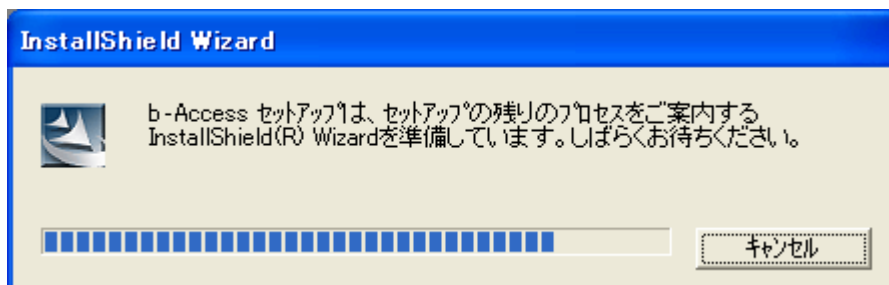 InstallShield Wizard
b-Access セットアップは、セットアップの残りのプロセスをご案内する
InstallShield(R) Wizardを準備しています。しばらくお待ちください。
キャンセル